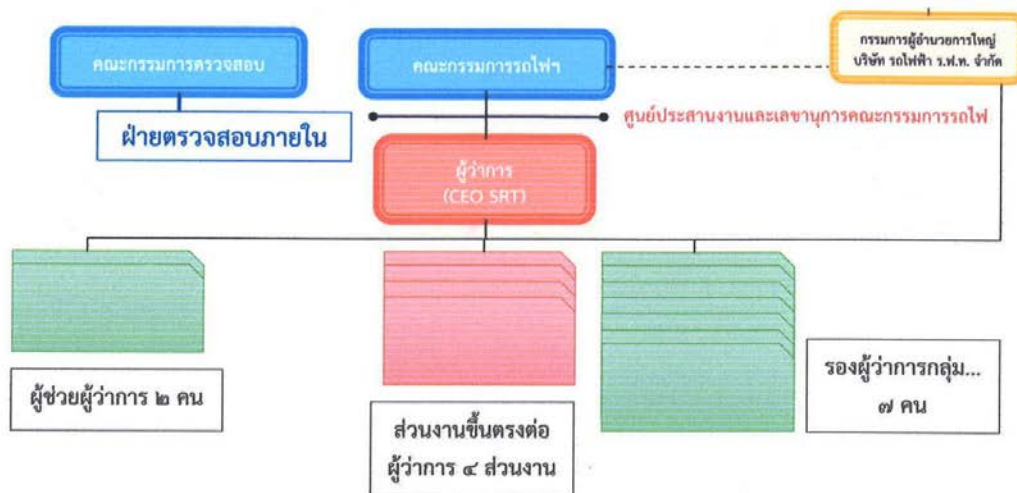 คณะกรรมการตรวจสอบ
คณะกรรมการรถไฟฯ
กรรมการผู้อำนวยการใหญ่
บริษัท รถไฟฟ้า ร.ฟ.ท. จำกัด
ฝ่ายตรวจสอบภายใน
ศูนย์ประสานงานและเลขานุการคณะกรรมการรถไฟ
ผู้ว่าการ
(CEO SRT)
ผู้ช่วยผู้ว่าการ ๒ คน
ส่วนงานขึ้นตรงต่อ
ผู้ว่าการ ๔ ส่วนงาน
รองผู้ว่าการกลุ่ม...
๗ คน